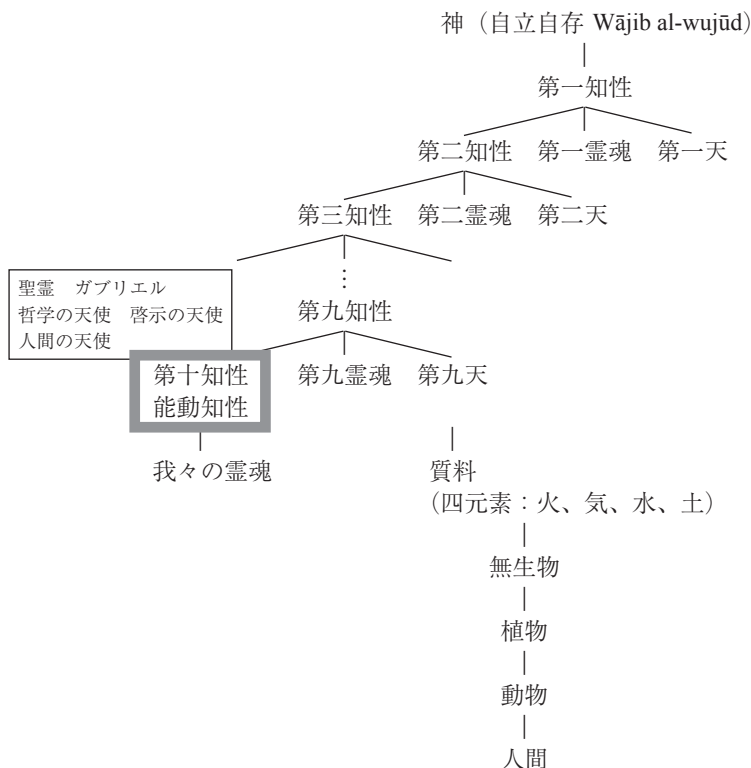 神（自立自存 Wājib al-wujūd）
第一知性
第二知性 第一霊魂 第一天
第三知性 第二霊魂 第二天
⋮
聖霊 ガブリエル
哲学の天使 啓示の天使
人間の天使
第九知性
第十知性 第九霊魂 第九天
能動知性
我々の霊魂 質料
（四元素：火、気、水、土）
無生物
植物
動物
人間